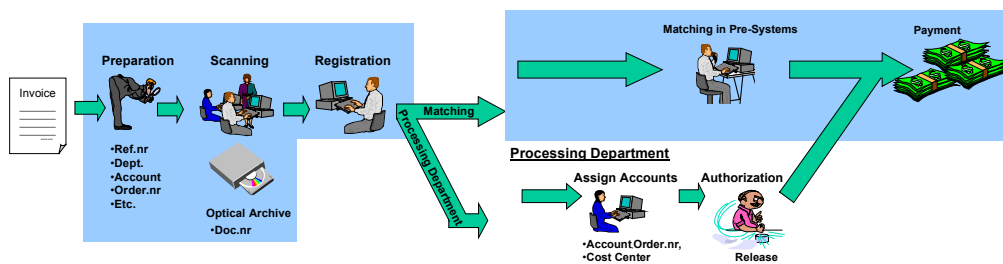 Invoice
Preparation
•Ref.nr
•Dept.
•Account
•Order.nr
•Etc.
Scanning
Optical Archive
•Doc.nr
Registration
Matching
Processing Department
Matching in Pre-Systems
Payment
Processing Department
Assign Accounts
•Account,Order.nr,
•Cost Center
Authorization
Release